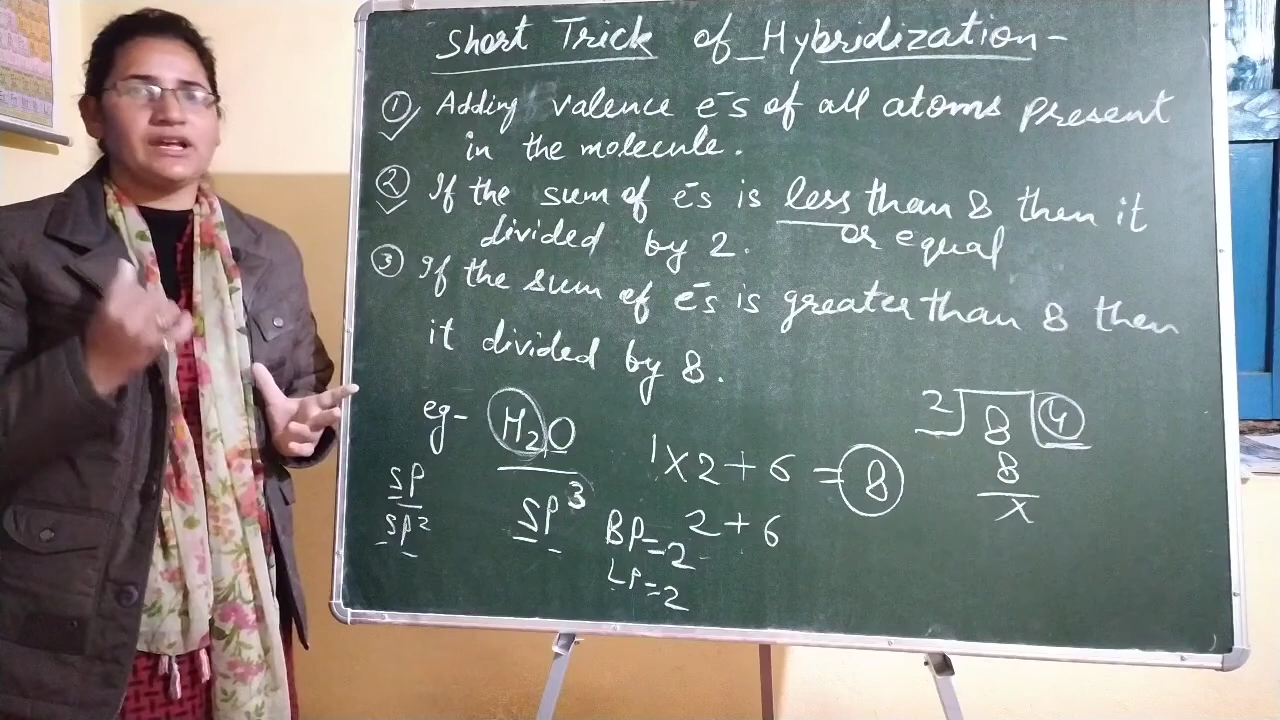 Short Trick of Hybridization-
① Adding valence e⁻s of all atoms present
in the molecule.
② If the sum of e⁻s is less than 8 then it
or equal
divided by 2.
③ If the sum of e⁻s is greater than 8 then
it divided by 8.
eg- H₂O
1x2+6 =8
2+6
SP
SP²
SP³
BP=2
LP=2
2 8 4
8
x